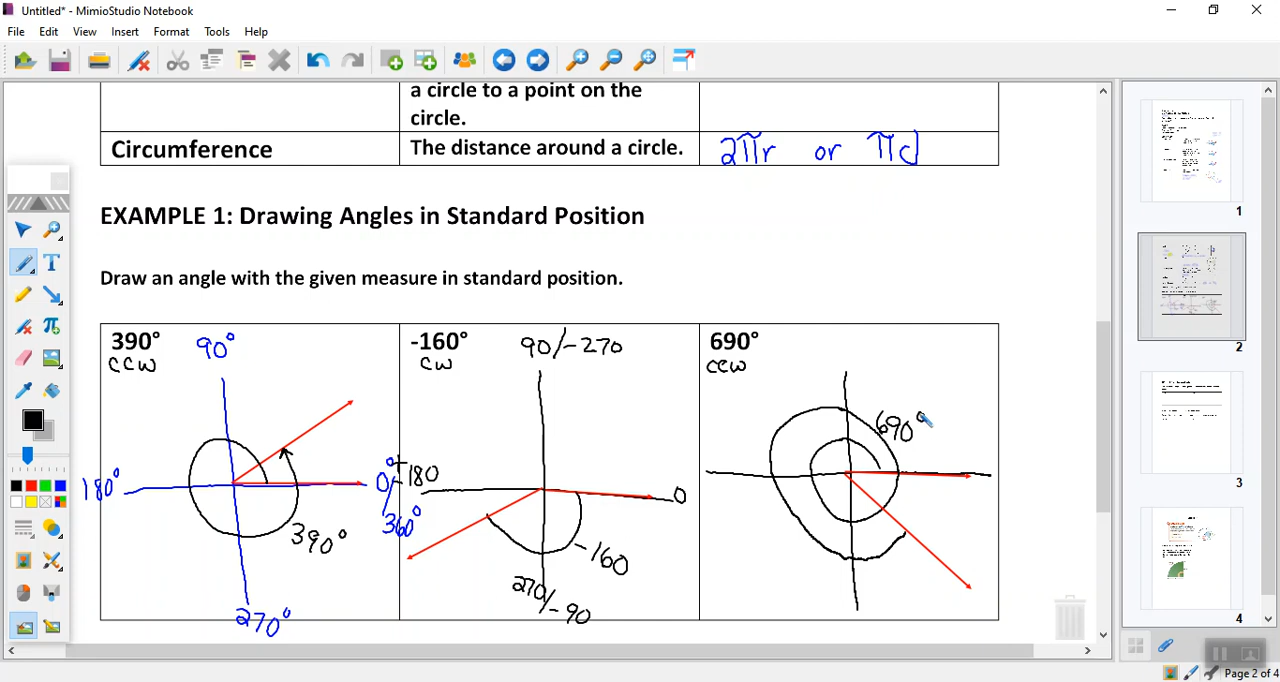 Untitled* - MimioStudio Notebook
File Edit View Insert Format Tools Help
a circle to a point on the
circle.
Circumference
The distance around a circle.
2πr or πd
EXAMPLE 1: Drawing Angles in Standard Position
Draw an angle with the given measure in standard position.
390°
CCW
90°
180°
0°/360°
270°
390°
-160°
CW
90/-270
±180
0
-160
270/-90
690°
CCW
690°
1
2
3
4
Page 2 of 4